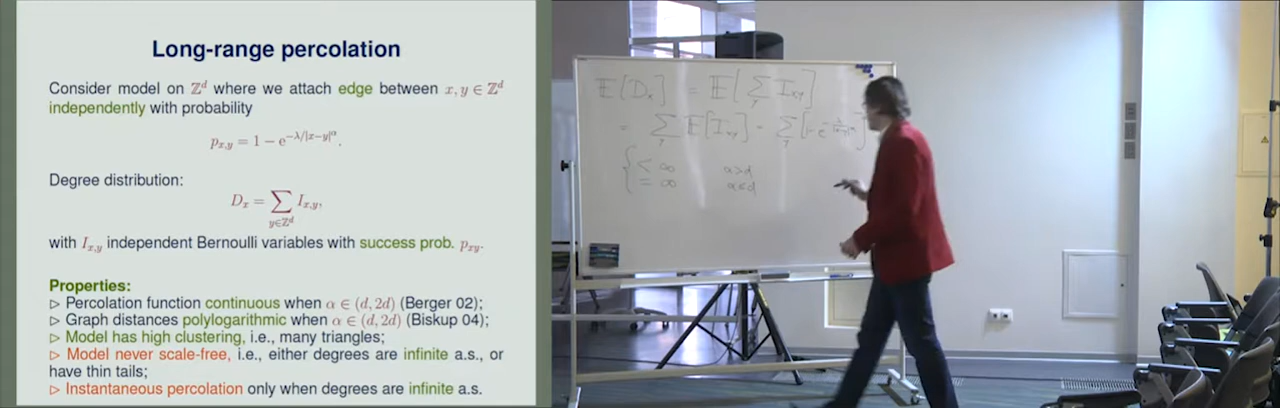 Long-range percolation
Consider model on ℤ^d where we attach edge between x, y ∈ ℤ^d
independently with probability
p_{x,y} = 1 − e^{−λ/|x−y|^α}.
Degree distribution:
D_x = ∑_{y∈ℤ^d} I_{x,y},
with I_{x,y} independent Bernoulli variables with success prob. p_{xy}.
Properties:
▷ Percolation function continuous when α ∈ (d, 2d) (Berger 02);
▷ Graph distances polylogarithmic when α ∈ (d, 2d) (Biskup 04);
▷ Model has high clustering, i.e., many triangles;
▷ Model never scale-free, i.e., either degrees are infinite a.s., or
have thin tails;
▷ Instantaneous percolation only when degrees are infinite a.s.
𝔼[D_x] = 𝔼[∑_y I_{xy}]
= ∑_y 𝔼[I_{xy}] = ∑_y [1 - e^{-λ/|x-y|^α}]
{ < ∞ α > d
= ∞ α ≤ d